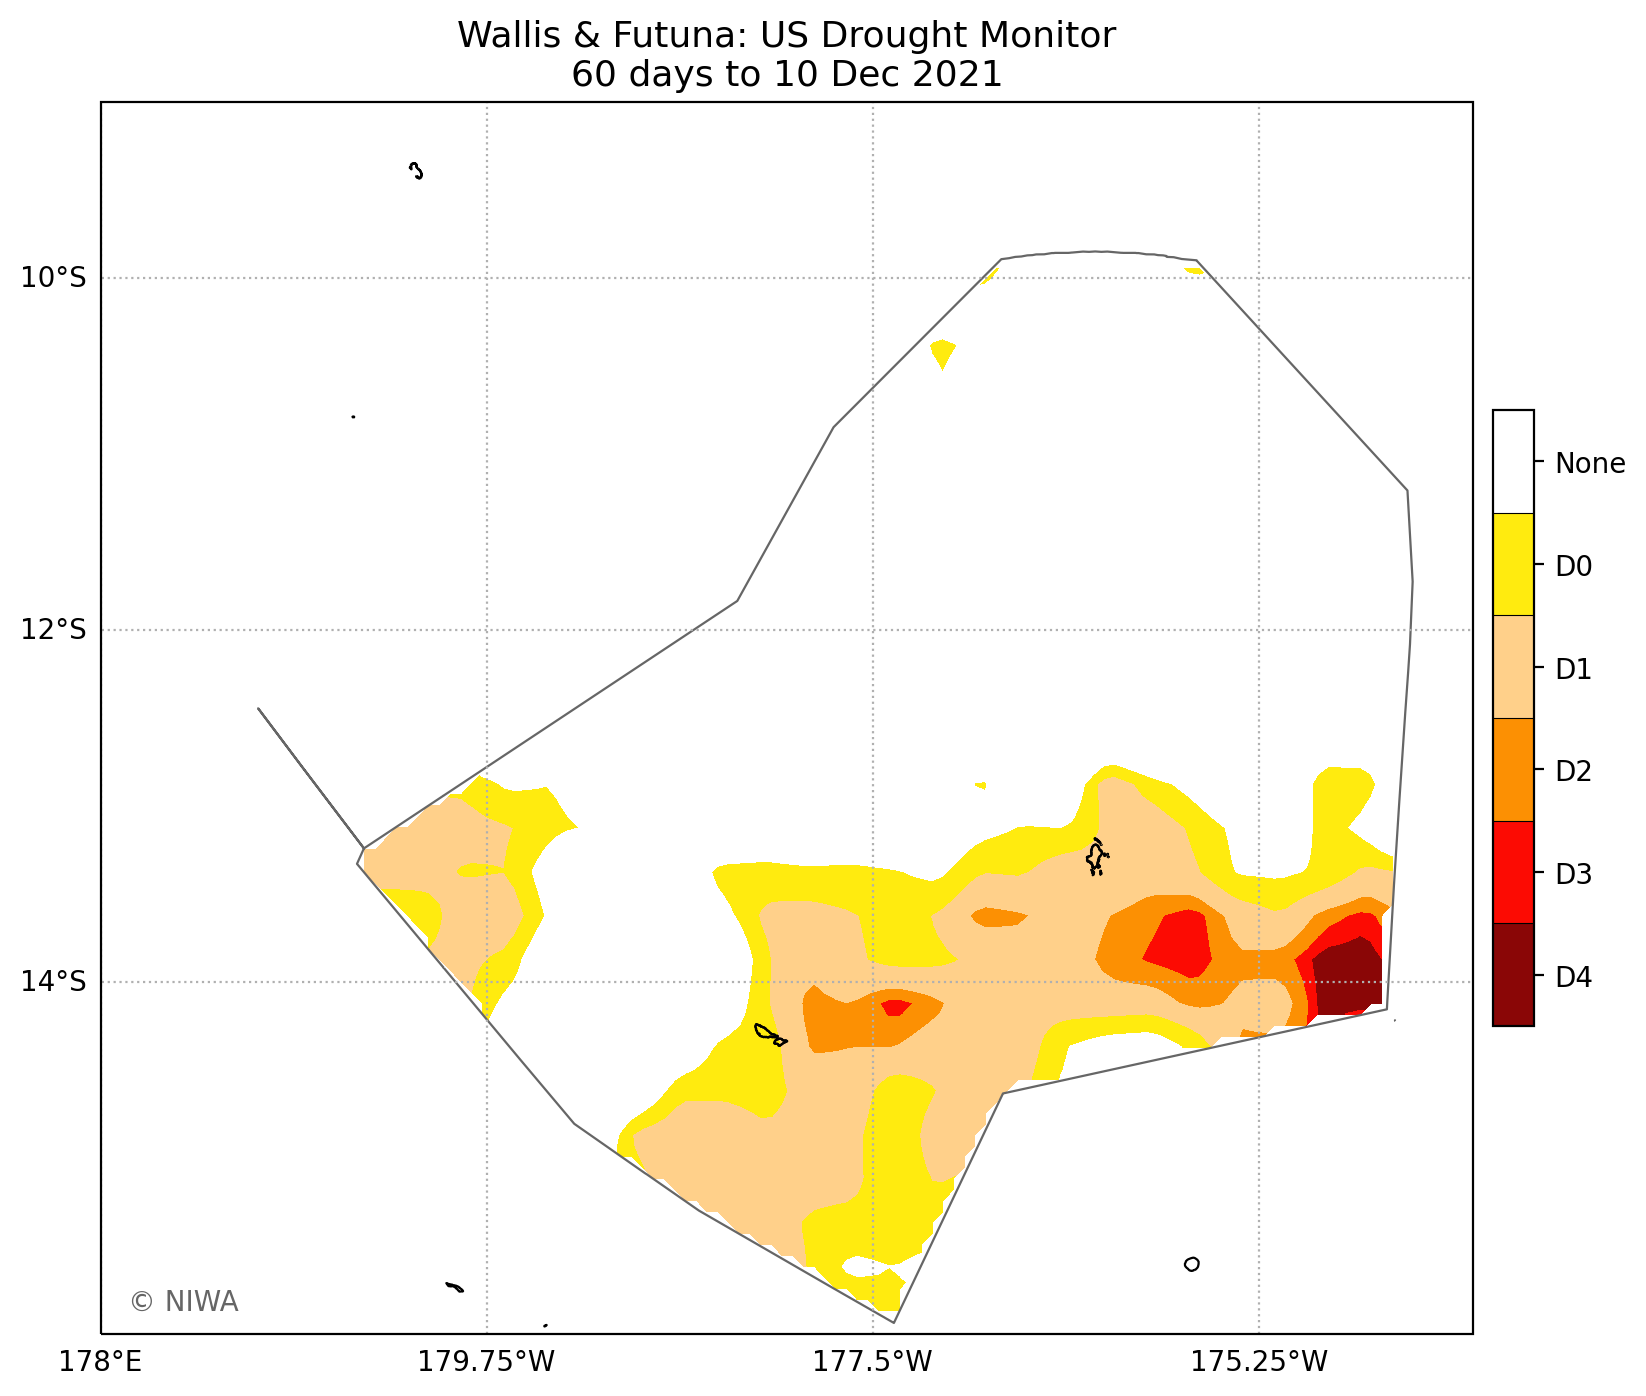 Wallis & Futuna: US Drought Monitor
60 days to 10 Dec 2021
10°S
12°S
14°S
178°E
179.75°W
177.5°W
175.25°W
None
D0
D1
D2
D3
D4
© NIWA